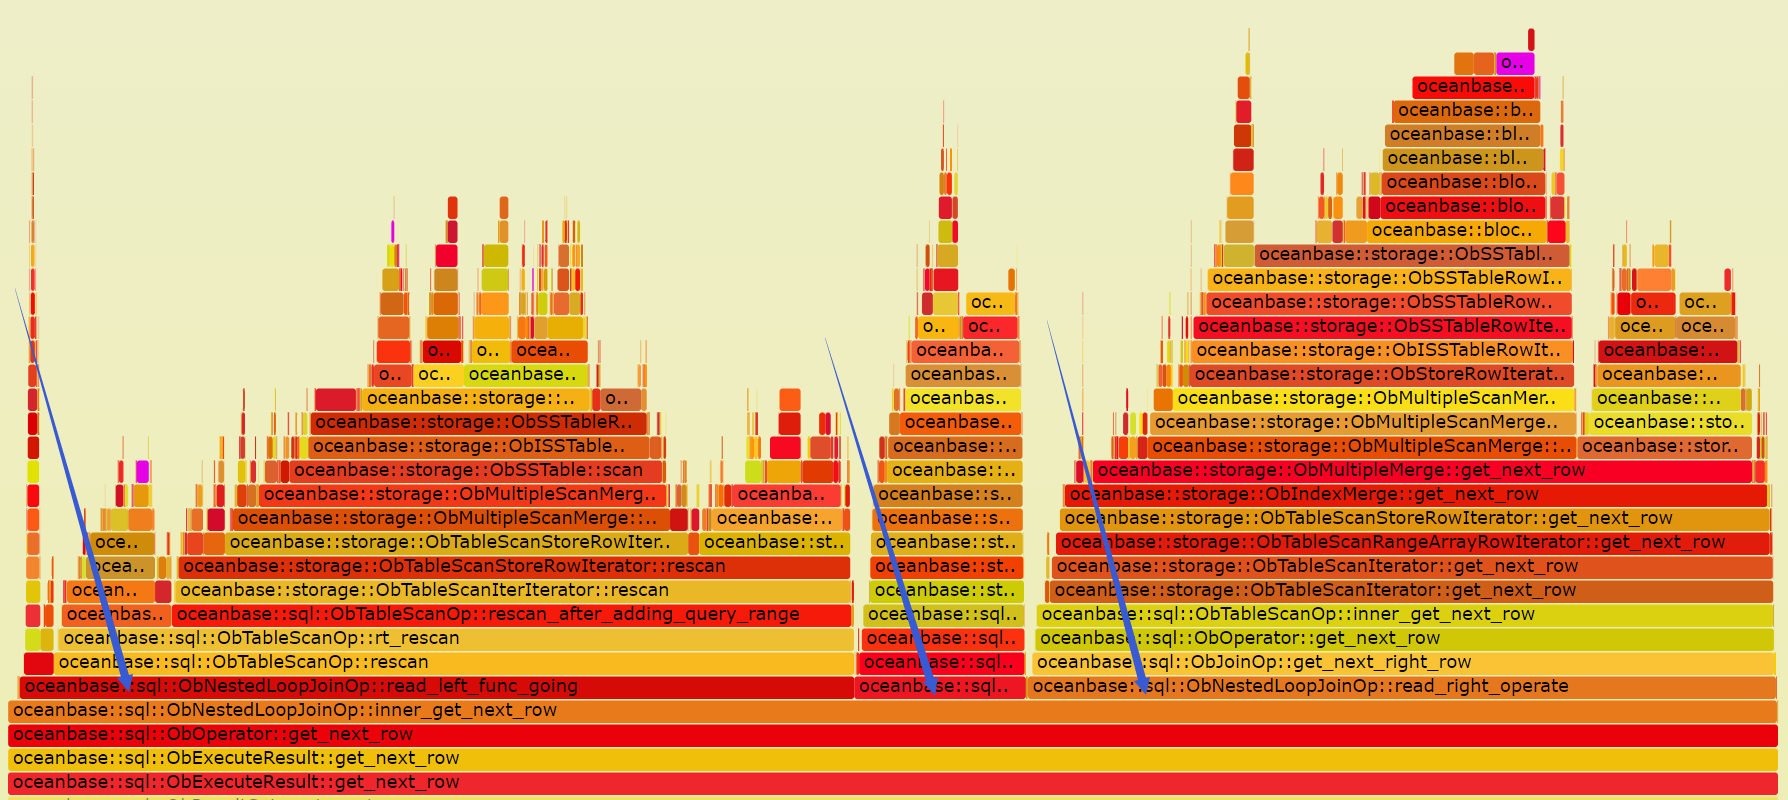 o..
oceanbase..
oceanbase::b..
oceanbase::bl..
oceanbase::bl..
oceanbase::blo..
oceanbase::blo..
oceanbase::bloc..
oceanbase::storage::ObSSTabl..
oceanbase::storage::ObSSTableRowI..
oc.. oceanbase::storage::ObSSTableRow.. o.. oc..
o.. oc.. oceanbase::storage::ObSSTableRowIte.. oce.. oce..
o.. o.. ocea.. oceanba.. oceanbase::storage::ObISSTableRowIt.. oceanbase:..
o.. oc.. oceanbase.. oceanbas.. oceanbase::storage::ObStoreRowIterat.. oceanbase:..
oceanbase::storage::.. o.. oceanbas.. oceanbase::storage::ObMultipleScanMer.. oceanbase::..
oceanbase::storage::ObSSTableR.. oceanbase.. oceanbase::storage::ObMultipleScanMerge.. oceanbase::sto..
oceanbase::storage::ObISSTable.. oceanbase::.. oceanbase::storage::ObMultipleScanMerge::.. oceanbase::stor..
oceanbase::storage::ObSSTable::scan oceanbase::.. oceanbase::storage::ObMultipleMerge::get_next_row
oceanbase::storage::ObMultipleScanMerg.. oceanba.. oceanbase::s.. oceanbase::storage::ObIndexMerge::get_next_row
oceanbase::storage::ObMultipleScanMerge::.. oceanbase:.. oceanbase::s.. oceanbase::storage::ObTableScanStoreRowIterator::get_next_row
oce.. oceanbase::storage::ObTableScanStoreRowIter.. oceanbase::st.. oceanbase::st.. oceanbase::storage::ObTableScanRangeArrayRowIterator::get_next_row
ocea.. oceanbase::storage::ObTableScanStoreRowIterator::rescan oceanbase::st.. oceanbase::storage::ObTableScanIterator::get_next_row
ocean.. oceanbase::storage::ObTableScanIterIterator::rescan oceanbase::st.. oceanbase::storage::ObTableScanIterator::get_next_row
oceanbas.. oceanbase::sql::ObTableScanOp::rescan_after_adding_query_range oceanbase::sql.. oceanbase::sql::ObTableScanOp::inner_get_next_row
oceanbase::sql::ObTableScanOp::rt_rescan oceanbase::sql.. oceanbase::sql::ObOperator::get_next_row
oceanbase::sql::ObTableScanOp::rescan oceanbase::sql.. oceanbase::sql::ObJoinOp::get_next_right_row
oceanbase::sql::ObNestedLoopJoinOp::read_left_func_going oceanbase::sql.. oceanbase::sql::ObNestedLoopJoinOp::read_right_operate
oceanbase::sql::ObNestedLoopJoinOp::inner_get_next_row
oceanbase::sql::ObOperator::get_next_row
oceanbase::sql::ObExecuteResult::get_next_row
oceanbase::sql::ObExecuteResult::get_next_row